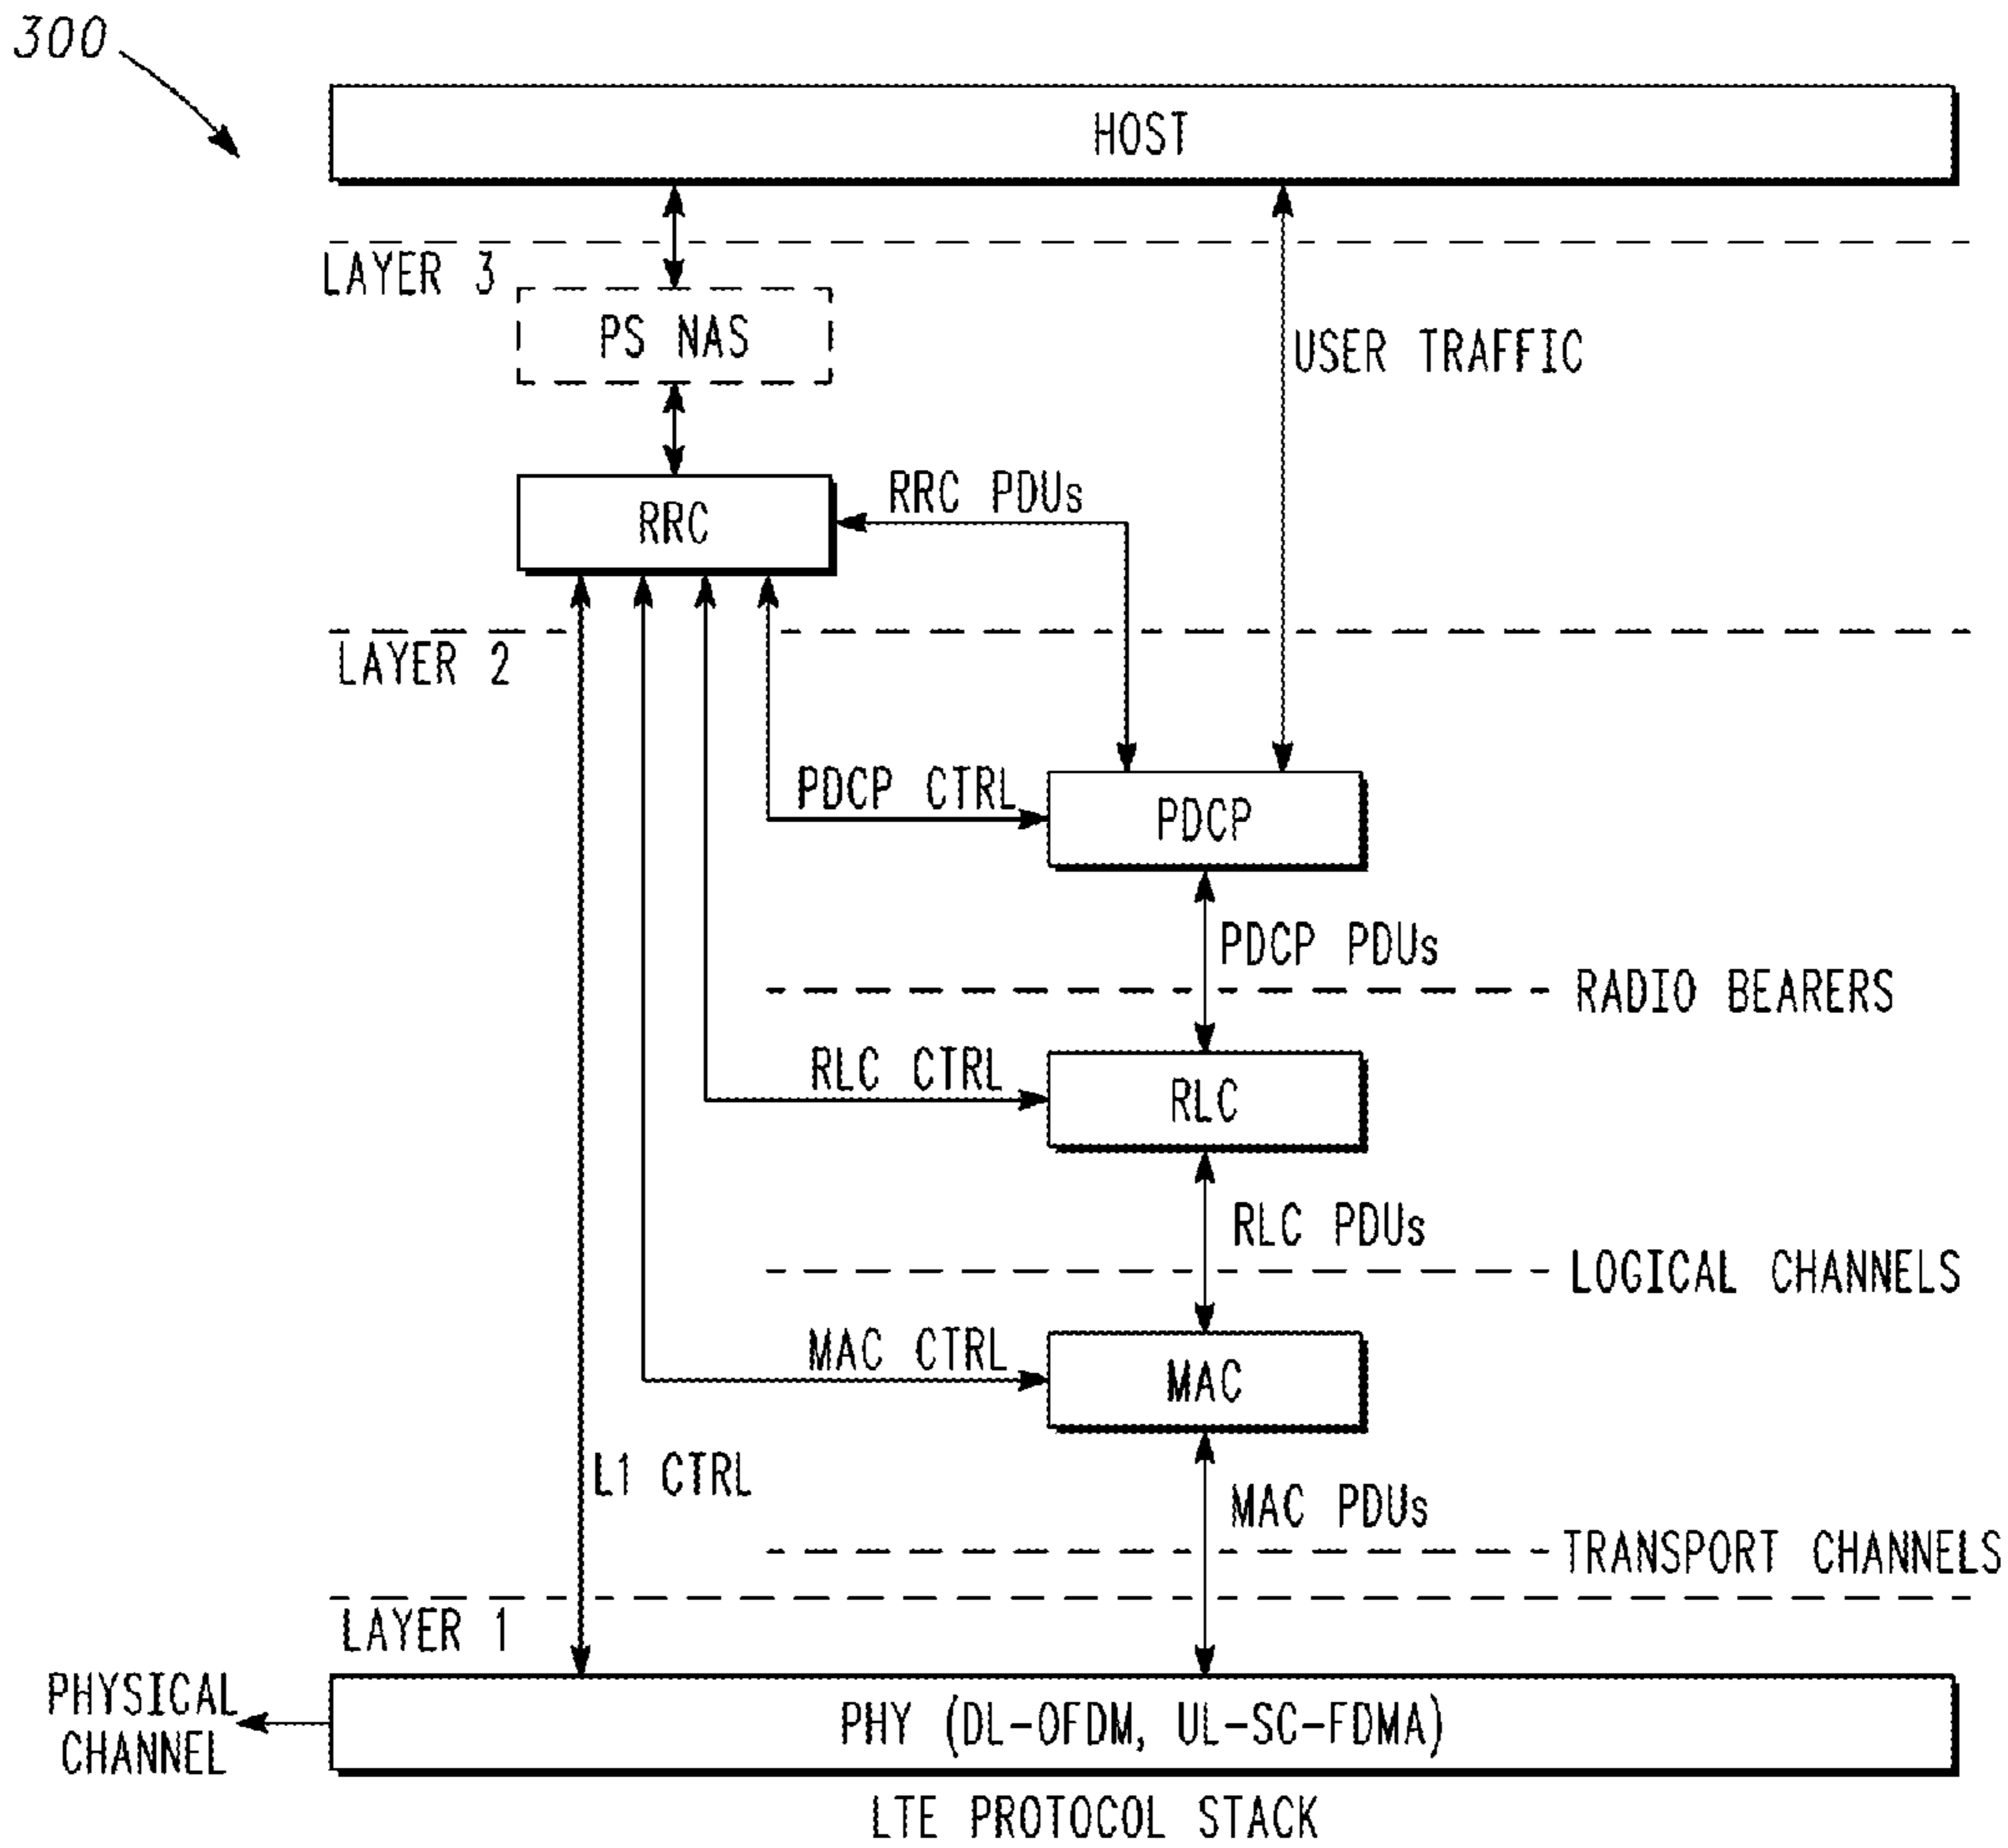 300
HOST
LAYER 3
PS NAS
USER TRAFFIC
RRC PDUs
RRC
LAYER 2
PDCP CTRL
PDCP
PDCP PDUs
RADIO BEARERS
RLC CTRL
RLC
RLC PDUs
LOGICAL CHANNELS
MAC CTRL
MAC
L1 CTRL
MAC PDUs
TRANSPORT CHANNELS
LAYER 1
PHYSICAL
CHANNEL
PHY (DL-OFDM, UL-SC-FDMA)
LTE PROTOCOL STACK